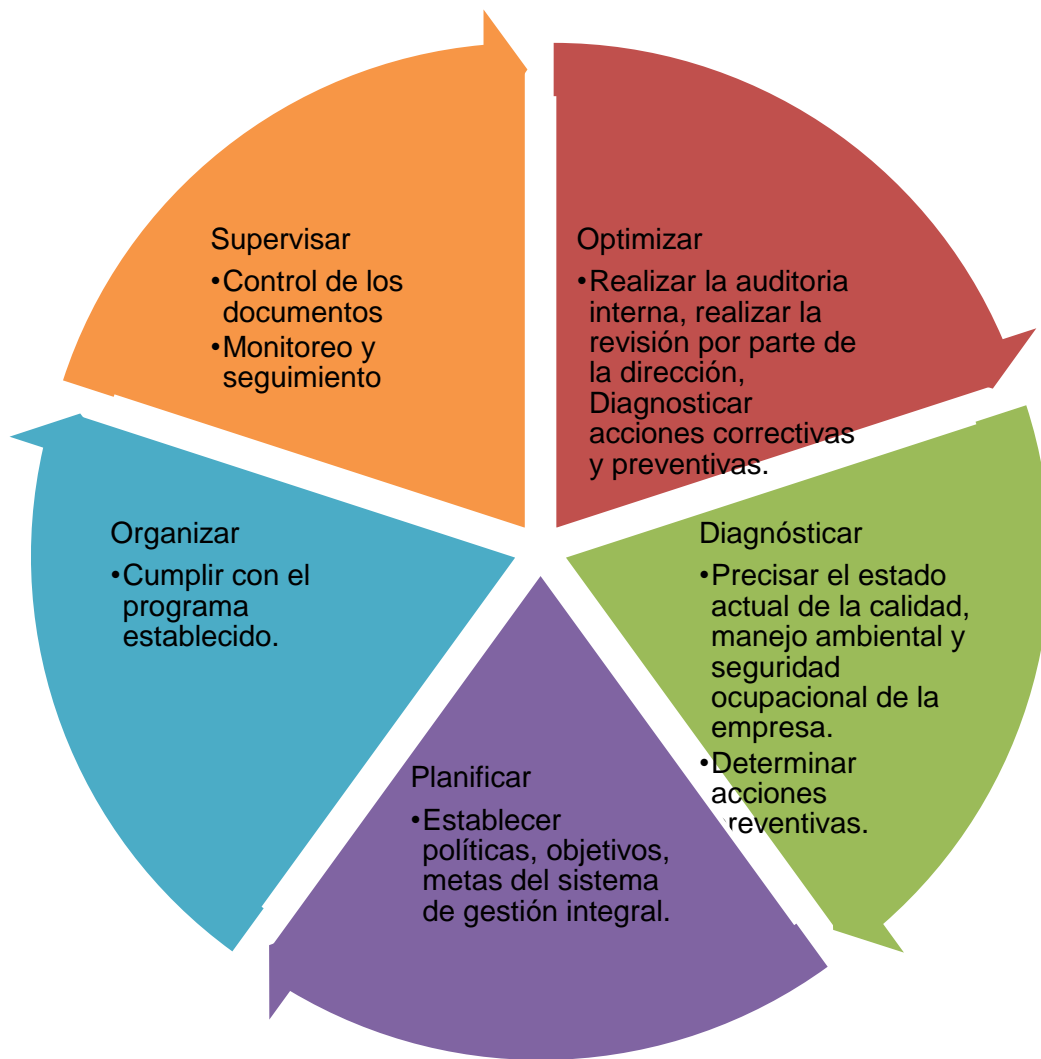 Supervisar
•Control de los
documentos
•Monitoreo y
seguimiento
Optimizar
•Realizar la auditoria
interna, realizar la
revisión por parte de
la dirección,
Diagnosticar
acciones correctivas
y preventivas.
Organizar
•Cumplir con el
programa
establecido.
Diagnósticar
•Precisar el estado
actual de la calidad,
manejo ambiental y
seguridad
ocupacional de la
empresa.
•Determinar
acciones
preventivas.
Planificar
•Establecer
políticas, objetivos,
metas del sistema
de gestión integral.